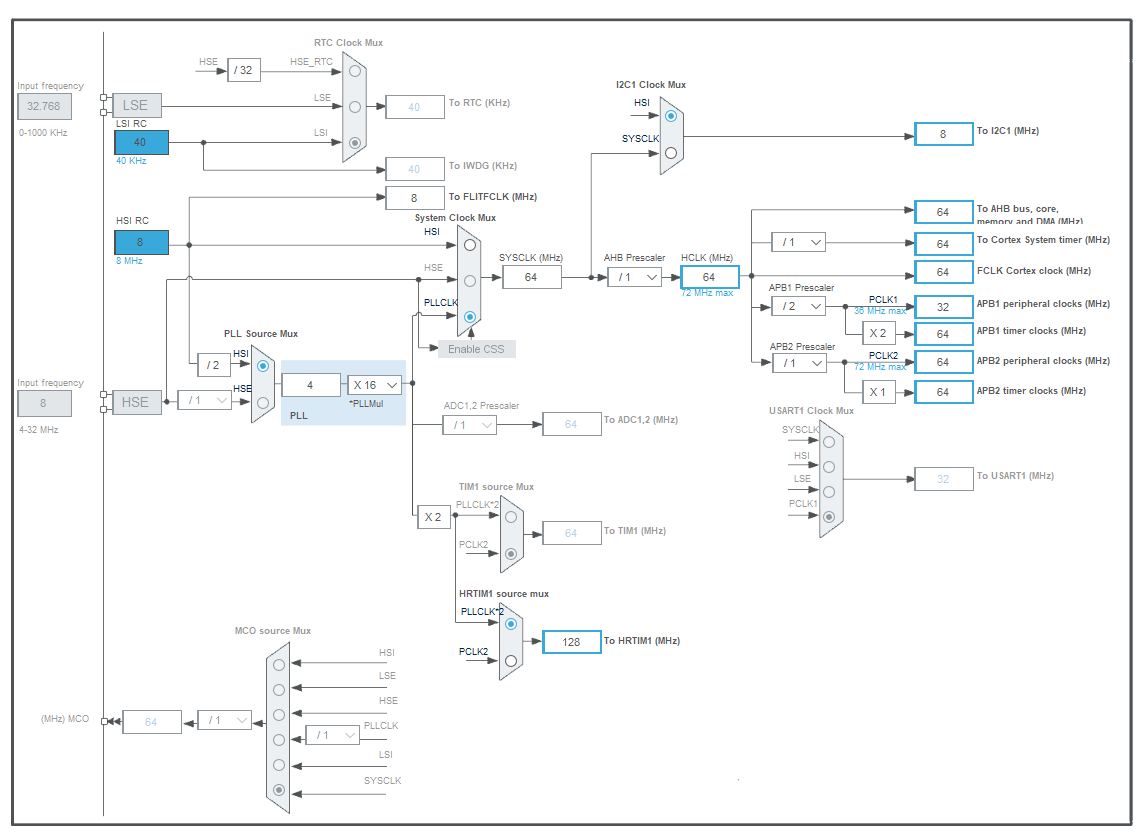 RTC Clock Mux
HSE
/ 32
HSE_RTC
Input frequency
32.768
0-1000 KHz
LSE
LSE
40
To RTC (KHz)
LSI RC
40
40 KHz
LSI
40
To IWDG (KHz)
I2C1 Clock Mux
HSI
SYSCLK
8
To I2C1 (MHz)
8
To FLITFCLK (MHz)
HSI RC
8
8 MHz
System Clock Mux
HSI
HSE
PLLCLK
Enable CSS
SYSCLK (MHz)
64
AHB Prescaler
/ 1
HCLK (MHz)
64
72 MHz max
64
To AHB bus, core,
memory and DMA (MHz)
/ 1
64
To Cortex System timer (MHz)
64
FCLK Cortex clock (MHz)
APB1 Prescaler
/ 2
PCLK1
36 MHz max
32
APB1 peripheral clocks (MHz)
X 2
64
APB1 timer clocks (MHz)
APB2 Prescaler
/ 1
PCLK2
72 MHz max
64
APB2 peripheral clocks (MHz)
X 1
64
APB2 timer clocks (MHz)
PLL Source Mux
/ 2
HSI
Input frequency
8
4-32 MHz
HSE
/ 1
HSE
4
X 16
*PLLMul
PLL
ADC1,2 Prescaler
/ 1
64
To ADC1,2 (MHz)
USART1 Clock Mux
SYSCLK
HSI
LSE
PCLK1
32
To USART1 (MHz)
X 2
TIM1 source Mux
PLLCLK*2
PCLK2
64
To TIM1 (MHz)
HRTIM1 source mux
PLLCLK*2
PCLK2
128
To HRTIM1 (MHz)
MCO source Mux
HSI
LSE
HSE
PLLCLK
/ 1
LSI
SYSCLK
(MHz) MCO
64
/ 1